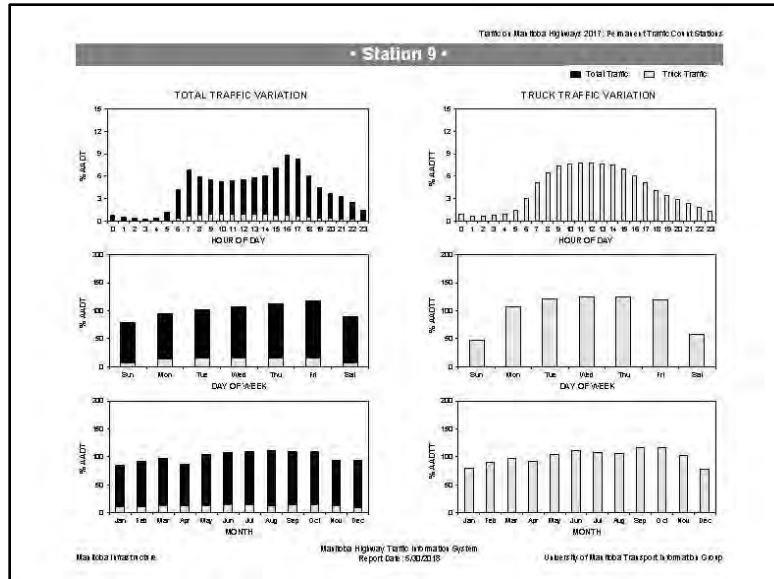 Traffic on Manitoba Highways 2017: Permanent Traffic Count Stations
• Station 9 •
Total Traffic Truck Traffic
TOTAL TRAFFIC VARIATION
TRUCK TRAFFIC VARIATION
15
12
9
6
3
0
% AADT
0 1 2 3 4 5 6 7 8 9 10 11 12 13 14 15 16 17 18 19 20 21 22 23
HOUR OF DAY
15
12
9
6
3
0
% AADTT
0 1 2 3 4 5 6 7 8 9 10 11 12 13 14 15 16 17 18 19 20 21 22 23
HOUR OF DAY
200
150
100
50
0
% AADT
Sun Mon Tue Wed Thu Fri Sat
DAY OF WEEK
200
150
100
50
0
% AADTT
Sun Mon Tue Wed Thu Fri Sat
DAY OF WEEK
200
150
100
50
0
% AADT
Jan Feb Mar Apr May Jun Jul Aug Sep Oct Nov Dec
MONTH
200
150
100
50
0
% AADTT
Jan Feb Mar Apr May Jun Jul Aug Sep Oct Nov Dec
MONTH
Manitoba Infrastructure
Manitoba Highway Traffic Information System
Report Date: 5/30/2018
University of Manitoba Transport Information Group